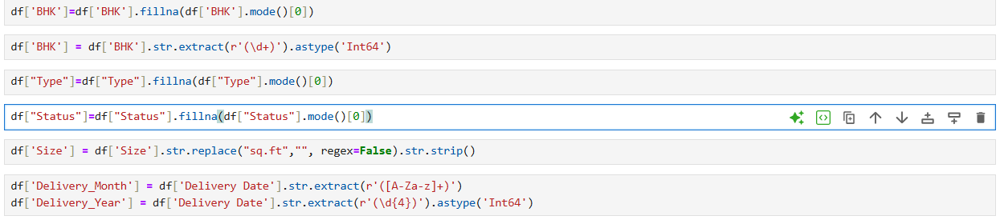 df['BHK']=df['BHK'].fillna(df['BHK'].mode()[0])
df['BHK'] = df['BHK'].str.extract(r'(\d+)').astype('Int64')
df["Type"]=df["Type"].fillna(df["Type"].mode()[0])
df["Status"]=df["Status"].fillna(df["Status"].mode()[0])
df['Size'] = df['Size'].str.replace("sq.ft","", regex=False).str.strip()
df['Delivery_Month'] = df['Delivery Date'].str.extract(r'([A-Za-z]+)')
df['Delivery_Year'] = df['Delivery Date'].str.extract(r'(\d{4})').astype('Int64')